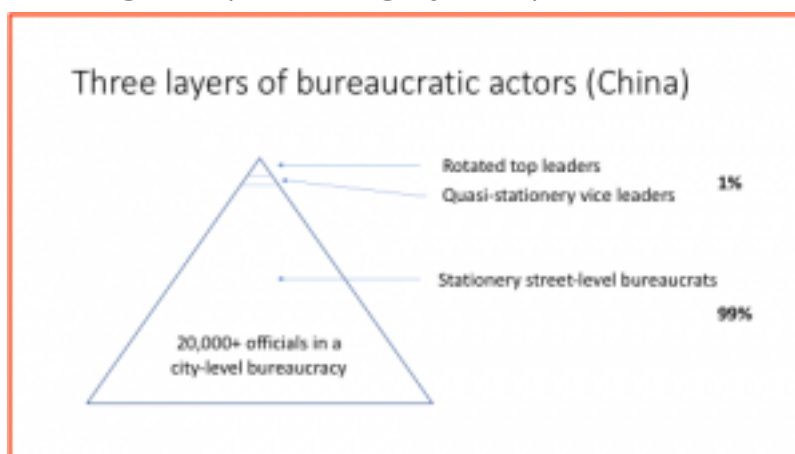 Three layers of bureaucratic actors (China)
Rotated top leaders
1%
Quasi-stationery vice leaders
Stationery street-level bureaucrats
99%
20,000+ officials in a
city-level bureaucracy